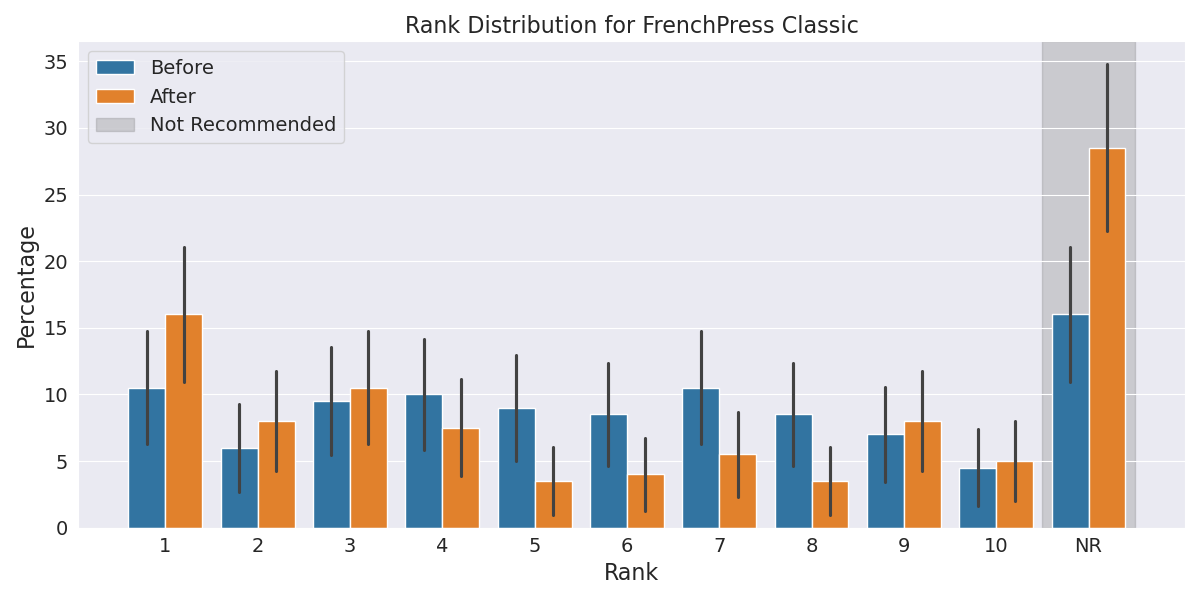 Rank Distribution for FrenchPress Classic
Before
After
Not Recommended
Percentage
35
30
25
20
15
10
5
0
1 2 3 4 5 6 7 8 9 10 NR
Rank